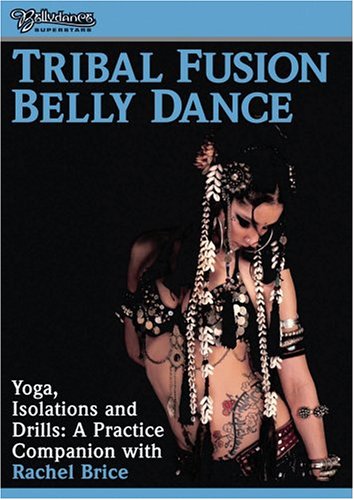 Bellydance
SUPERSTARS
TRIBAL FUSION
BELLY DANCE
Yoga,
Isolations and
Drills: A Practice
Companion with
Rachel Brice